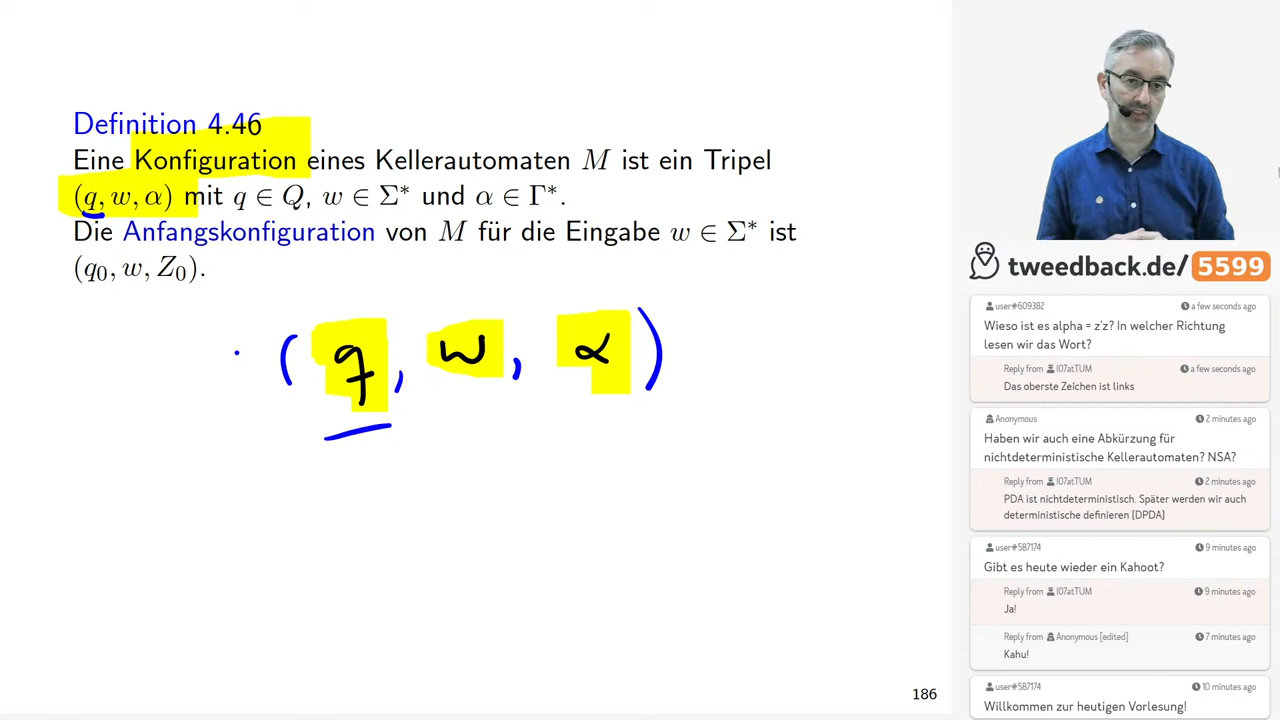 Definition 4.46
Eine Konfiguration eines Kellerautomaten M ist ein Tripel
(q, w, α) mit q ∈ Q, w ∈ Σ* und α ∈ Γ*.
Die Anfangskonfiguration von M für die Eingabe w ∈ Σ* ist
(q₀, w, Z₀).
(q, w, α)
186
tweedback.de/ 5599
user#609382 a few seconds ago
Wieso ist es alpha = z'z? In welcher Richtung
lesen wir das Wort?
Reply from I07atTUM a few seconds ago
Das oberste Zeichen ist links
Anonymous 2 minutes ago
Haben wir auch eine Abkürzung für
nichtdeterministische Kellerautomaten? NSA?
Reply from I07atTUM 2 minutes ago
PDA ist nichtdeterministisch. Später werden wir auch
deterministische definieren (DPDA)
user#587174 9 minutes ago
Gibt es heute wieder ein Kahoot?
Reply from I07atTUM 9 minutes ago
Ja!
Reply from Anonymous [edited] 7 minutes ago
Kahu!
user#587174 10 minutes ago
Willkommen zur heutigen Vorlesung!